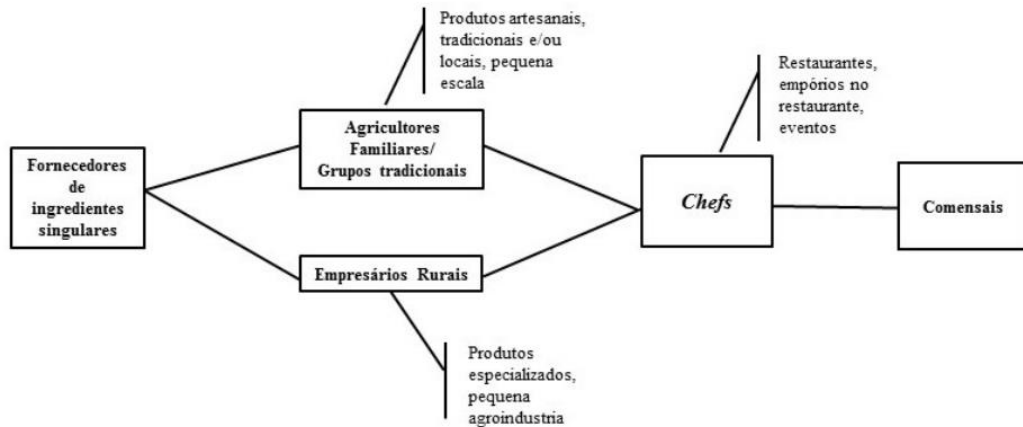 Produtos artesanais,
tradicionais e/ou
locais, pequena
escala
Restaurantes,
empórios no
restaurante,
eventos
Agricultores
Familiares/
Grupos tradicionais
Fornecedores
de
ingredientes
singulares
Chefs
Comensais
Empresários Rurais
Produtos
especializados,
pequena
agroindustria